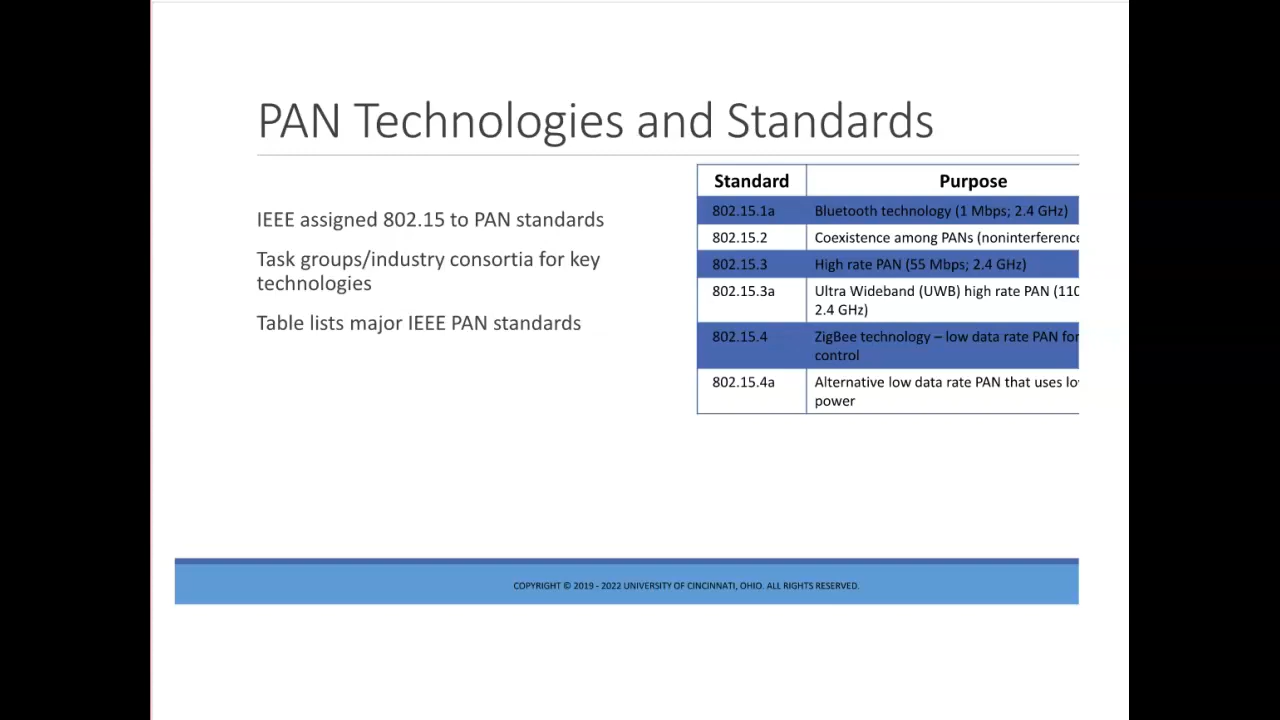 PAN Technologies and Standards
IEEE assigned 802.15 to PAN standards
Task groups/industry consortia for key
technologies
Table lists major IEEE PAN standards
Standard Purpose
802.15.1a Bluetooth technology (1 Mbps; 2.4 GHz)
802.15.2 Coexistence among PANs (noninterference
802.15.3 High rate PAN (55 Mbps; 2.4 GHz)
802.15.3a Ultra Wideband (UWB) high rate PAN (110
2.4 GHz)
802.15.4 ZigBee technology – low data rate PAN for
control
802.15.4a Alternative low data rate PAN that uses
power
COPYRIGHT © 2019 - 2022 UNIVERSITY OF CINCINNATI, OHIO. ALL RIGHTS RESERVED.